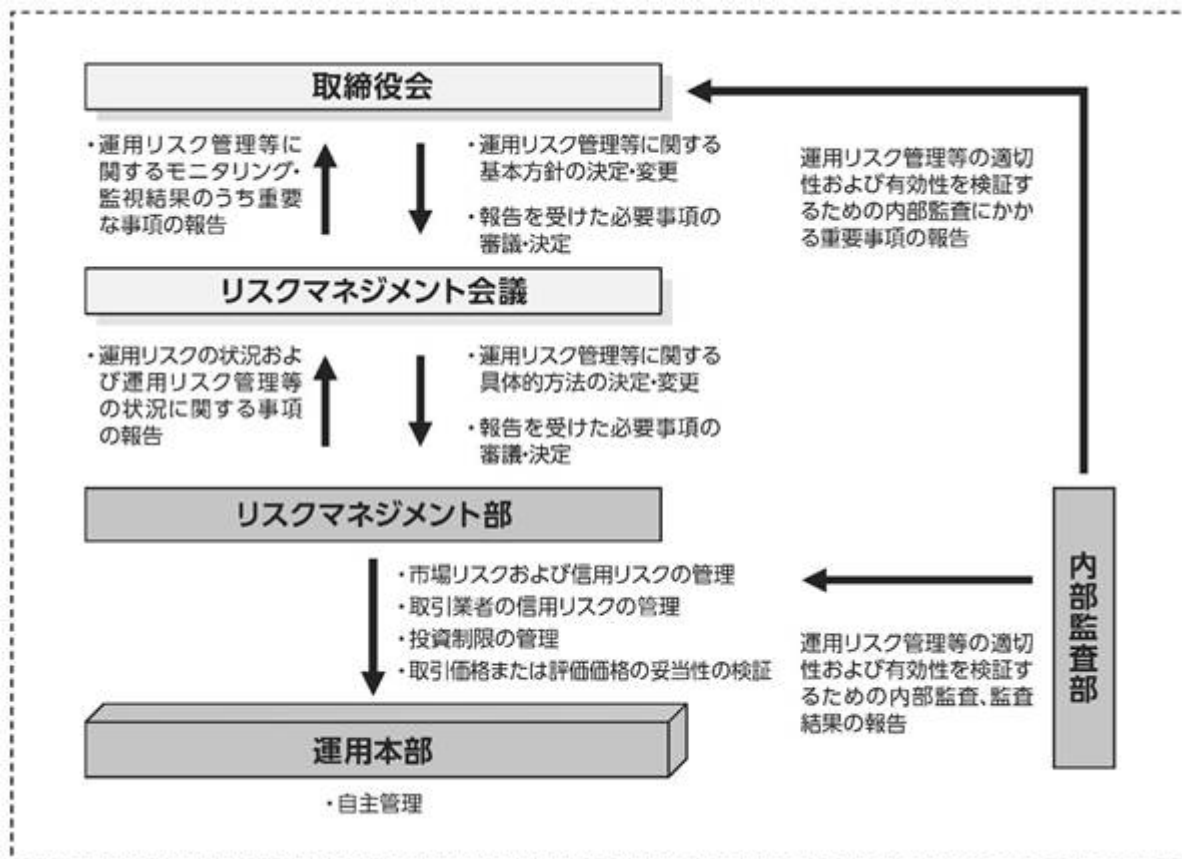 取締役会
・運用リスク管理等に
関するモニタリング・
監視結果のうち重要
な事項の報告
・運用リスク管理等に関する
基本方針の決定・変更
・報告を受けた必要事項の
審議・決定
運用リスク管理等の適切
性および有効性を検証す
るための内部監査にかか
る重要事項の報告
リスクマネジメント会議
・運用リスクの状況およ
び運用リスク管理等
の状況に関する事項
の報告
・運用リスク管理等に関する
具体的方法の決定・変更
・報告を受けた必要事項の
審議・決定
リスクマネジメント部
・市場リスクおよび信用リスクの管理
・取引業者の信用リスクの管理
・投資制限の管理
・取引価格または評価価格の妥当性の検証
内部監査部
運用リスク管理等の適切
性および有効性を検証す
るための内部監査、監査
結果の報告
運用本部
・自主管理